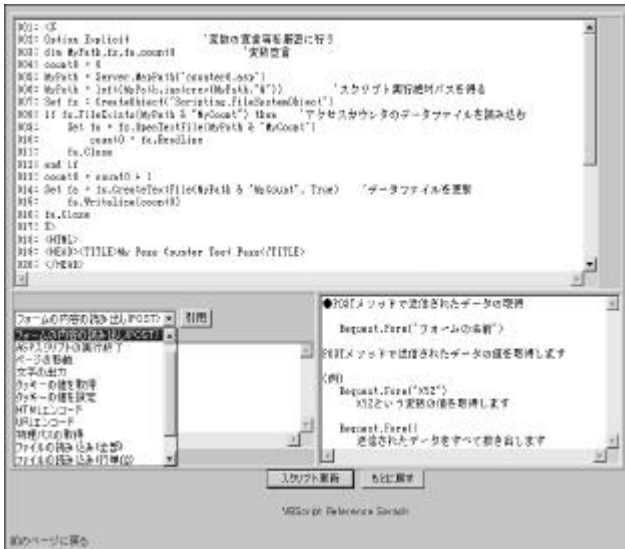 001: <%
002: Option Explicit '変数の宣言等を厳密に行う
003: dim MyPath,fs,fo,count0 '変数宣言
004: count0 = 0
005: MyPath = Server.MapPath("counter0.asp")
006: MyPath = left(MyPath,instrrev(MyPath,"\")) 'スクリプト実行絶対パスを得る
007: Set fs = CreateObject("Scripting.FileSystemObject")
008: if fs.FileExists(MyPath & "MyCount") then 'アクセスカウンタのデータファイルを読み込む
009: Set fo = fs.OpenTextFile(MyPath & "MyCount")
010: count0 = fo.ReadLine
011: fo.Close
012: end if
013: count0 = count0 + 1
014: Set fo = fs.CreateTextFile(MyPath & "MyCount", True) 'データファイルを更新
015: fo.WriteLine(count0)
016: fo.Close
017: %>
018: <HTML>
019: <HEAD><TITLE>My Page Counter Test Page</TITLE>
020: </HEAD>
フォームの内容の読み出し(POST) 引用
フォームの内容の読み出し(POST)
ASPスクリプトの実行終了
ページの移動
文字の出力
クッキーの値を取得
クッキーの値を設定
HTMLエンコード
URLエンコード
物理パスの取得
ファイルの読み込み(全部)
ファイルの読み込み(行単位)
●POSTメソッドで送信されたデータの取得
Request.Form("フォームの名前")
POSTメソッドで送信されたデータの値を取得します
(例)
Request.Form("XYZ")
XYZという変数の値を取得します
Request.Form()
送信されたデータをすべて抜き出します
スクリプト更新 もとに戻す
VBScript Reference Search
前のページに戻る